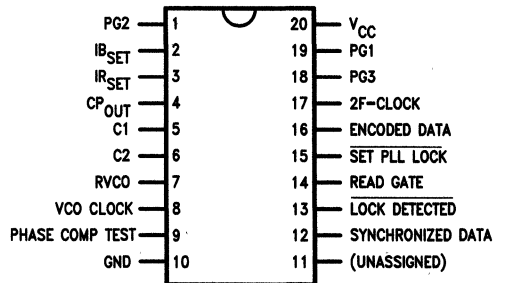 PG2 1 20 VCC
IBSET 2 19 PG1
IRSET 3 18 PG3
CPOUT 4 17 2F-CLOCK
C1 5 16 ENCODED DATA
C2 6 15 SET PLL LOCK
RVCO 7 14 READ GATE
VCO CLOCK 8 13 LOCK DETECTED
PHASE COMP TEST 9 12 SYNCHRONIZED DATA
GND 10 11 (UNASSIGNED)